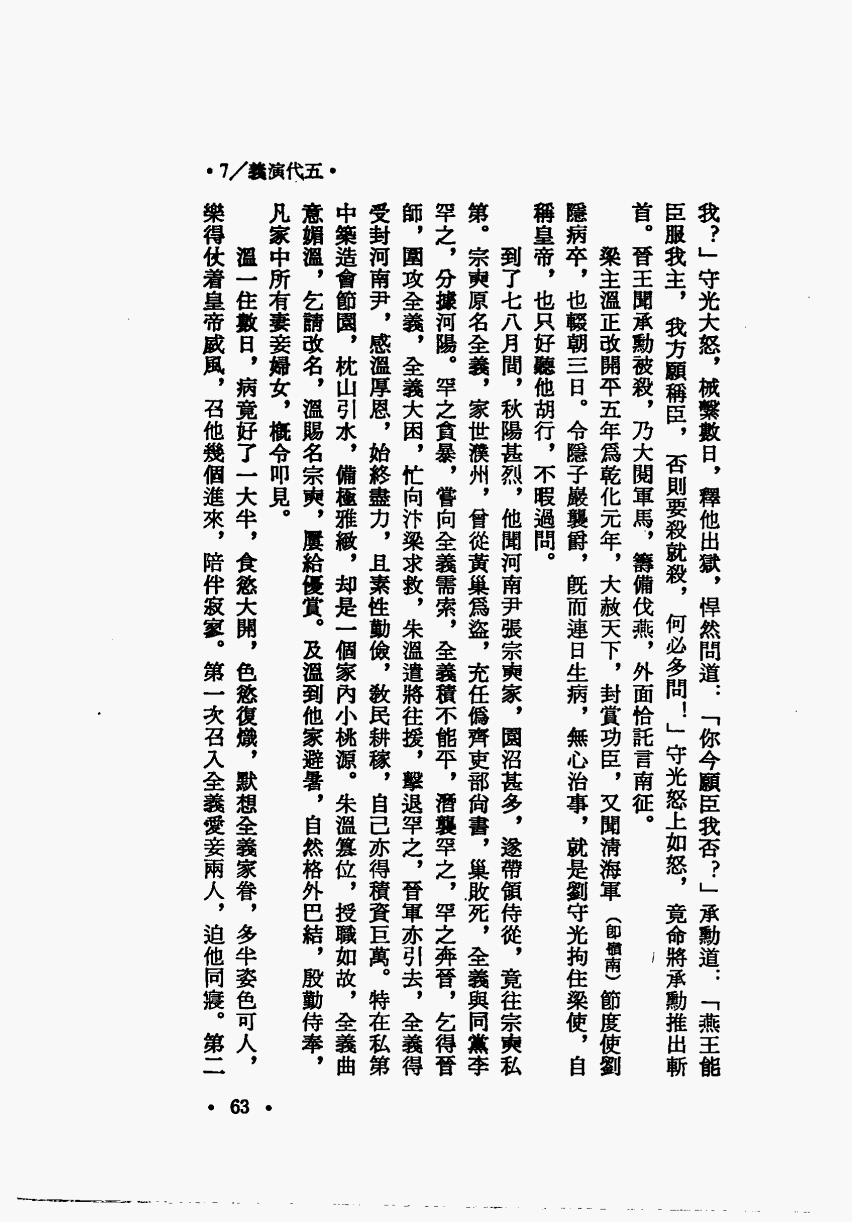 •7／義演代五•
我？」守光大怒，械繫數日，釋他出獄，悍然問道：「你今願臣我否？」承勳道：「燕王能
臣服我主，我方願稱臣，否則要殺就殺，何必多問！」守光怒上加怒，竟命將承勳推出斬
首。晉王聞承勳被殺，乃大閱軍馬，籌備伐燕，外面恰託言南征。
梁主溫正改開平五年爲乾化元年，大赦天下，封賞功臣，又聞淸海軍（卽嶺南）節度使劉
隱病卒，也輟朝三日。令隱子巖襲爵，旣而連日生病，無心治事，就是劉守光拘住梁使，自
稱皇帝，也只好聽他胡行，不暇過問。
到了七八月間，秋陽甚烈，他聞河南尹張宗奭家，園沼甚多，遂帶領侍從，竟往宗奭私
第。宗奭原名全義，家世濮州，曾從黃巢爲盜，充任僞齊吏部尙書，巢敗死，全義與同黨李
罕之，分據河陽。罕之貪暴，嘗向全義需索，全義積不能平，潛襲罕之，罕之奔晉，乞得晉
師，圍攻全義，全義大困，忙向汴梁求救，朱溫遣將往援，擊退罕之，晉軍亦引去，全義得
受封河南尹，感溫厚恩，始終盡力，且素性勤儉，敎民耕稼，自己亦得積資巨萬。特在私第
中築造會節園，枕山引水，備極雅緻，却是一個家內小桃源。朱溫篡位，授職如故，全義曲
意媚溫，乞請改名，溫賜名宗奭，屢給優賞。及溫到他家避暑，自然格外巴結，殷勤侍奉，
凡家中所有妻妾婦女，槪令叩見。
溫一住數日，病竟好了一大半，食慾大開，色慾復熾，默想全義家眷，多半姿色可人，
樂得仗着皇帝威風，召他幾個進來，陪伴寂寥。第一次召入全義愛妾兩人，迫他同寢。第二
• 63 •